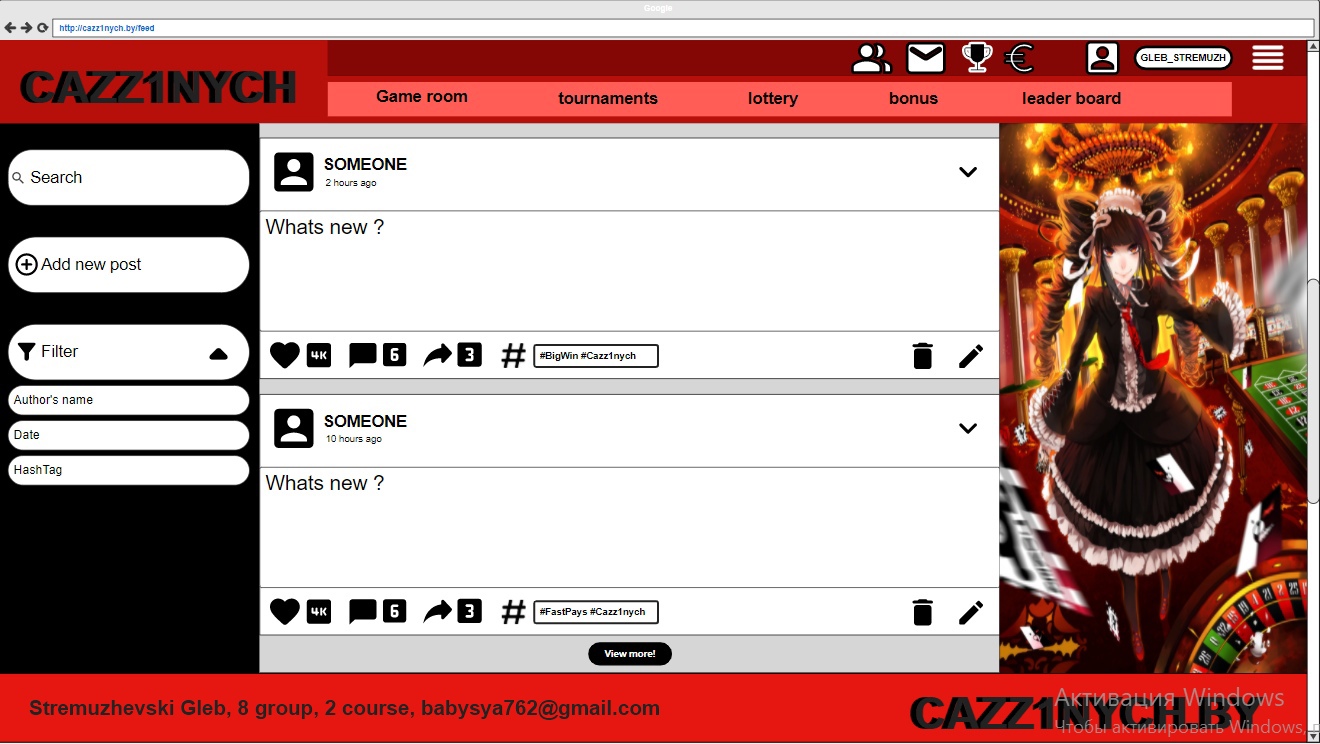 Google
http://cazz1nych.by/feed
CAZZ1NYCH
GLEB_STREMUZH
Game room tournaments lottery bonus leader board
Search
Add new post
Filter
Author's name
Date
HashTag
SOMEONE
2 hours ago
Whats new ?
4K 6 3 # #BigWin #Cazz1nych
SOMEONE
10 hours ago
Whats new ?
4K 6 3 # #FastPays #Cazz1nych
View more!
Stremuzhevski Gleb, 8 group, 2 course, babysya762@gmail.com
CAZZ1NYCH.BY
Активация Windows
Чтобы активировать Windows,